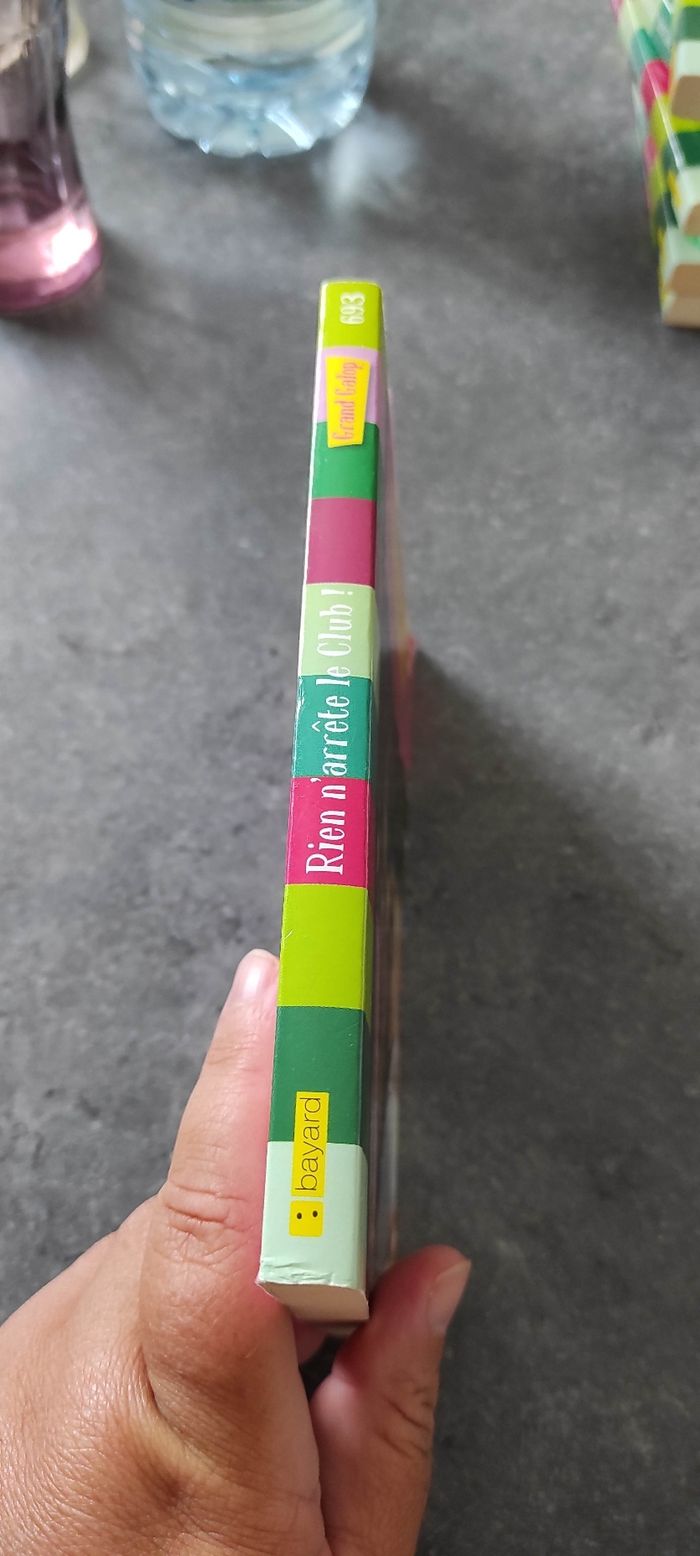 693
Grand Galop
Rien n'arrête le Club !
bayard